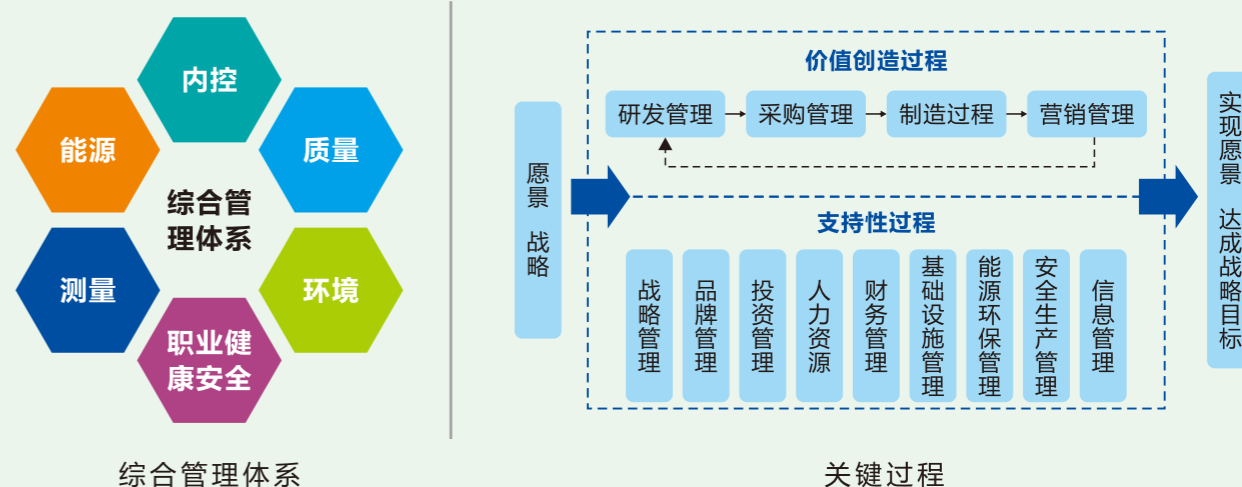 内控
能源
质量
综合管
理体系
测量
环境
职业健
康安全
综合管理体系
愿景 战略
价值创造过程
研发管理
采购管理
制造过程
营销管理
支持性过程
战略管理
品牌管理
投资管理
人力资源
财务管理
基础设施管理
能源环保管理
安全生产管理
信息管理
实现愿景 达成战略目标
关键过程